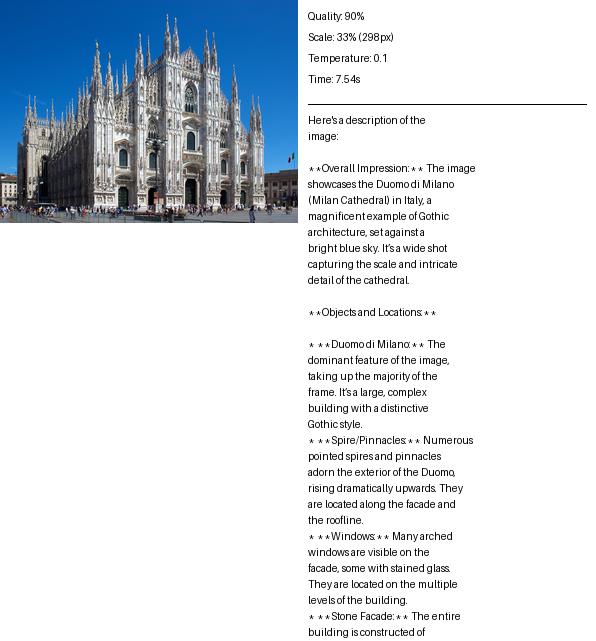 Quality: 90%
Scale: 33% (298px)
Temperature: 0.1
Time: 7.54s
Here's a description of the
image:
**Overall Impression:** The image
showcases the Duomo di Milano
(Milan Cathedral) in Italy, a
magnificent example of Gothic
architecture, set against a
bright blue sky. It's a wide shot
capturing the scale and intricate
detail of the cathedral.
**Objects and Locations:**
* **Duomo di Milano:** The
dominant feature of the image,
taking up the majority of the
frame. It's a large, complex
building with a distinctive
Gothic style.
* **Spire/Pinnacles:** Numerous
pointed spires and pinnacles
adorn the exterior of the Duomo,
rising dramatically upwards. They
are located along the facade and
the roofline.
* **Windows:** Many arched
windows are visible on the
facade, some with stained glass.
They are located on the multiple
levels of the building.
* **Stone Facade:** The entire
building is constructed of